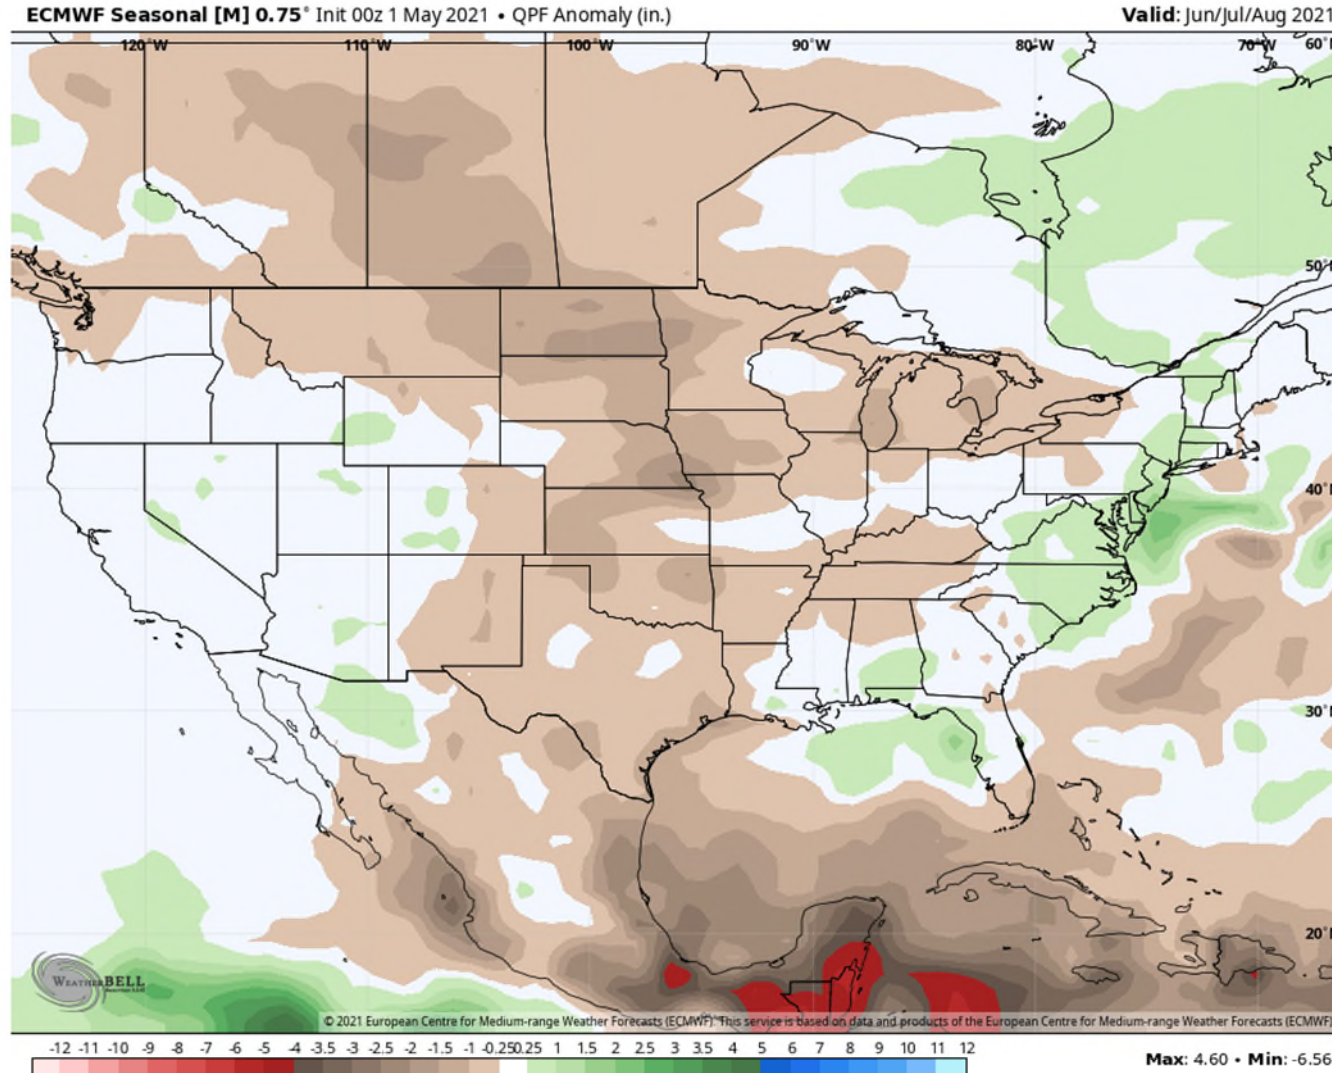 ECMWF Seasonal [M] 0.75° Init 00z 1 May 2021 • QPF Anomaly (in.) Valid: Jun/Jul/Aug 2021
120°W 110°W 100°W 90°W 80°W 70°W 60°
50°
40°
30°
20°
WEATHERBELL
© 2021 European Centre for Medium-range Weather Forecasts (ECMWF). This service is based on data and products of the European Centre for Medium-range Weather Forecasts (ECMWF)
-12 -11 -10 -9 -8 -7 -6 -5 -4 -3.5 -3 -2.5 -2 -1.5 -1 -0.25 0.25 1 1.5 2 2.5 3 3.5 4 5 6 7 8 9 10 11 12
Max: 4.60 • Min: -6.56